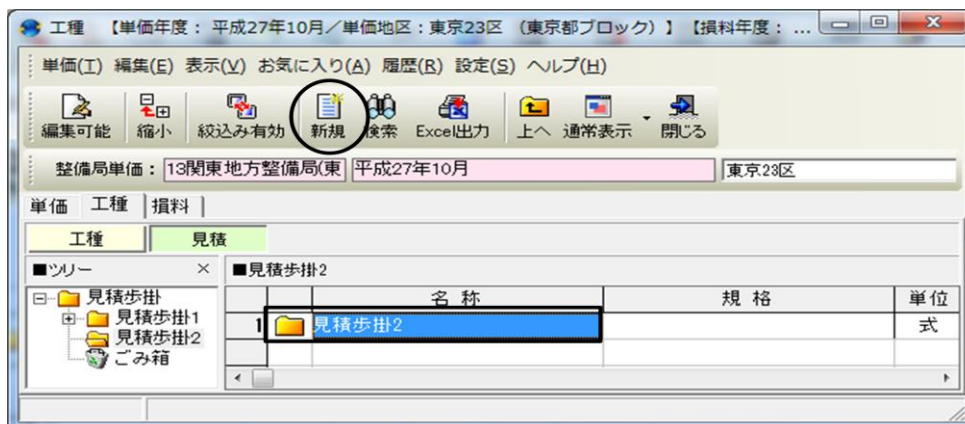 工種 【単価年度： 平成27年10月／単価地区：東京23区 （東京都ブロック）】【損料年度： ...
単価(I) 編集(E) 表示(V) お気に入り(A) 履歴(R) 設定(S) ヘルプ(H)
編集可能 縮小 絞込み有効 新規 検索 Excel出力 上へ 通常表示 閉じる
整備局単価： 13関東地方整備局(東 平成27年10月 東京23区
単価 工種 損料
工種 見積
■ツリー × ■見積歩掛2
見積歩掛
見積歩掛1
見積歩掛2
ごみ箱
名 称 規 格 単位
1 見積歩掛2 式